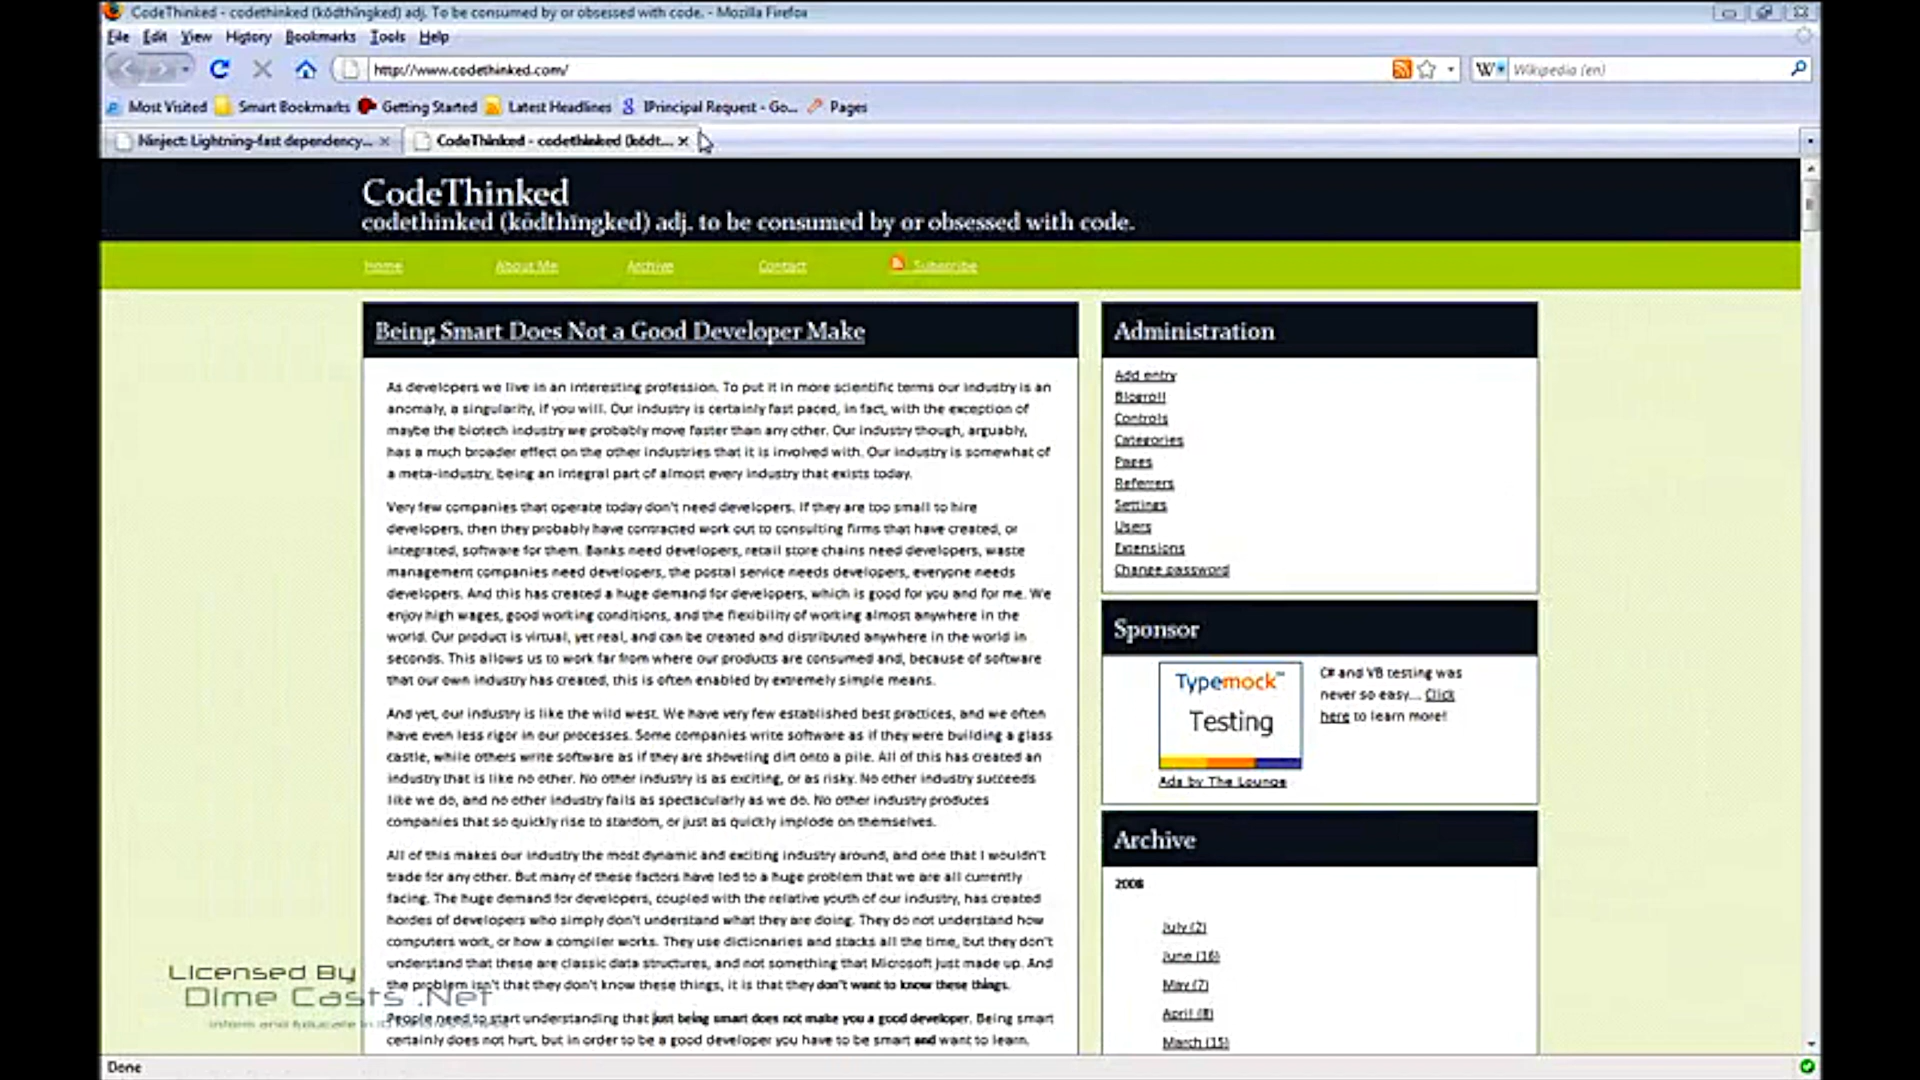 CodeThinked - codethinked (kódthingked) adj. To be consumed by or obsessed with code. - Mozilla Firefox
File Edit View History Bookmarks Tools Help
http://www.codethinked.com/
Wikipedia (en)
Most Visited Smart Bookmarks Getting Started Latest Headlines IPrincipal Request - Go... Pages
Ninject: Lightning-fast dependency... CodeThinked - codethinked (kódt...
CodeThinked
codethinked (kódthingked) adj. to be consumed by or obsessed with code.
Home About Me Archive Contact Subscribe
Being Smart Does Not a Good Developer Make
As developers we live in an interesting profession. To put it in more scientific terms our industry is an
anomaly, a singularity, if you will. Our industry is certainly fast paced, in fact, with the exception of
maybe the biotech industry we probably move faster than any other. Our industry though, arguably,
has a much broader effect on the other industries that it is involved with. Our industry is somewhat of
a meta-industry, being an integral part of almost every industry that exists today.
Very few companies that operate today don't need developers. If they are too small to hire
developers, then they probably have contracted work out to consulting firms that have created, or
integrated, software for them. Banks need developers, retail store chains need developers, waste
management companies need developers, the postal service needs developers, everyone needs
developers. And this has created a huge demand for developers, which is good for you and for me. We
enjoy high wages, good working conditions, and the flexibility of working almost anywhere in the
world. Our product is virtual, yet real, and can be created and distributed anywhere in the world in
seconds. This allows us to work far from where our products are consumed and, because of software
that our own industry has created, this is often enabled by extremely simple means.
And yet, our industry is like the wild west. We have very few established best practices, and we often
have even less rigor in our processes. Some companies write software as if they were building a glass
castle, while others write software as if they are shoveling dirt onto a pile. All of this has created an
industry that is like no other. No other industry is as exciting, or as risky. No other industry succeeds
like we do, and no other industry fails as spectacularly as we do. No other industry produces
companies that so quickly rise to stardom, or just as quickly implode on themselves.
All of this makes our industry the most dynamic and exciting industry around, and one that I wouldn't
trade for any other. But many of these factors have led to a huge problem that we are all currently
facing. The huge demand for developers, coupled with the relative youth of our industry, has created
hordes of developers who simply don't understand what they are doing. They do not understand how
computers work, or how a compiler works. They use dictionaries and stacks all the time, but they don't
understand that these are classic data structures, and not something that Microsoft just made up. And
the problem isn't that they don't know these things, it is that they don't want to know these things.
People need to start understanding that just being smart does not make you a good developer. Being smart
certainly does not hurt, but in order to be a good developer you have to be smart and want to learn.
Administration
Add entry
Blogroll
Controls
Categories
Pages
Referrers
Settings
Users
Extensions
Change password
Sponsor
Typemock™
Testing
C# and VB testing was
never so easy... Click
here to learn more!
Ads by The Lounge
Archive
2008
July (2)
June (16)
May (7)
April (8)
March (15)
Licensed By
Dime Casts .Net
Done